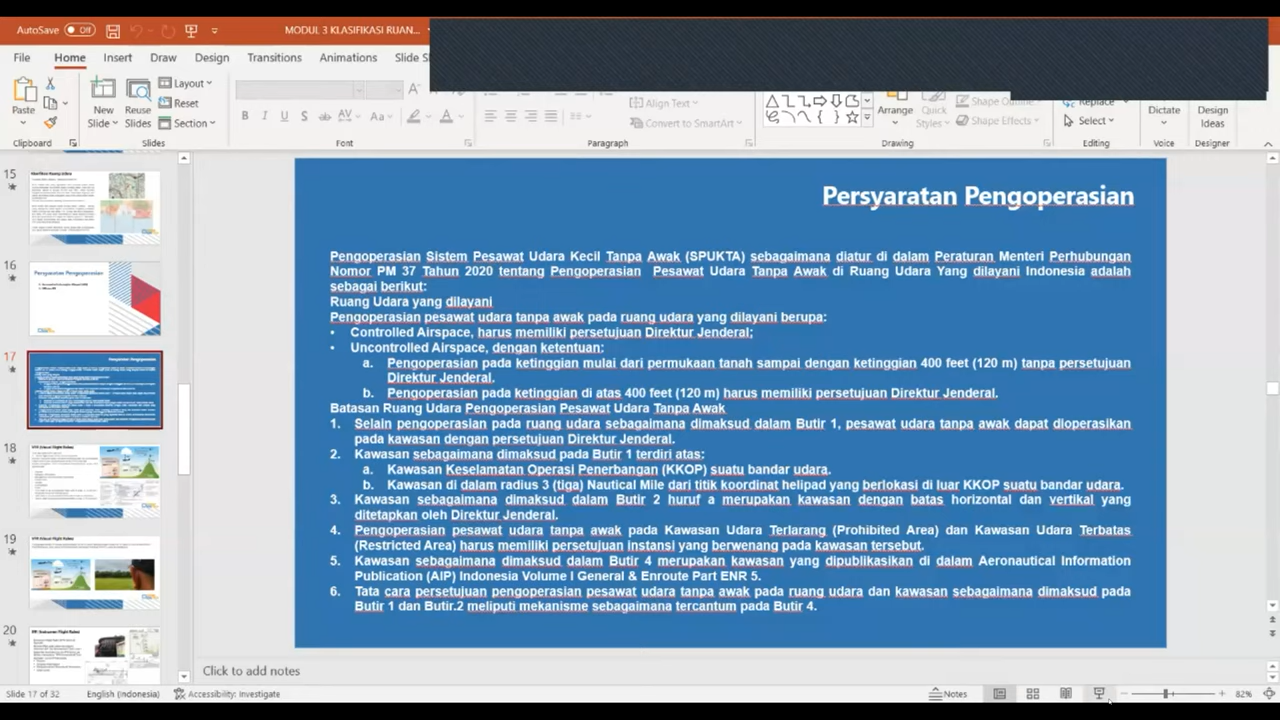 AutoSave Off MODUL 3 KLASIFIKASI RUAN...
File Home Insert Draw Design Transitions Animations Slide
Paste New Slide Reuse Slides Layout Reset Section
Align Text Convert to SmartArt
Arrange Quick Styles Shape Outline Shape Effects
Replace Select Dictate Design Ideas
Clipboard Slides Font Paragraph Drawing Editing Voice Designer
15
16
Persyaratan Pengoperasian
17
18
19
20
Persyaratan Pengoperasian
Pengoperasian Sistem Pesawat Udara Kecil Tanpa Awak (SPUKTA) sebagaimana diatur di dalam Peraturan Menteri Perhubungan
Nomor PM 37 Tahun 2020 tentang Pengoperasian Pesawat Udara Tanpa Awak di Ruang Udara Yang dilayani Indonesia adalah
sebagai berikut:
Ruang Udara yang dilayani
Pengoperasian pesawat udara tanpa awak pada ruang udara yang dilayani berupa:
• Controlled Airspace, harus memiliki persetujuan Direktur Jenderal;
• Uncontrolled Airspace, dengan ketentuan:
a. Pengoperasian pada ketinggian mulai dari permukaan tanah sampai dengan ketinggian 400 feet (120 m) tanpa persetujuan
Direktur Jenderal.
b. Pengoperasian pada ketinggian di atas 400 feet (120 m) harus memiliki persetujuan Direktur Jenderal.
Batasan Ruang Udara Pengoperasian Pesawat Udara Tanpa Awak
1. Selain pengoperasian pada ruang udara sebagaimana dimaksud dalam Butir 1, pesawat udara tanpa awak dapat dioperasikan
pada kawasan dengan persetujuan Direktur Jenderal.
2. Kawasan sebagaimana dimaksud pada Butir 1 terdiri atas:
a. Kawasan Keselamatan Operasi Penerbangan (KKOP) suatu bandar udara.
b. Kawasan di dalam radius 3 (tiga) Nautical Mile dari titik koordinat helipad yang berlokasi di luar KKOP suatu bandar udara.
3. Kawasan sebagaimana dimaksud dalam Butir 2 huruf a merupakan kawasan dengan batas horizontal dan vertikal yang
ditetapkan oleh Direktur Jenderal.
4. Pengoperasian pesawat udara tanpa awak pada Kawasan Udara Terlarang (Prohibited Area) dan Kawasan Udara Terbatas
(Restricted Area) harus memiliki persetujuan instansi yang berwenang pada kawasan tersebut.
5. Kawasan sebagaimana dimaksud dalam Butir 4 merupakan kawasan yang dipublikasikan di dalam Aeronautical Information
Publication (AIP) Indonesia Volume I General & Enroute Part ENR 5.
6. Tata cara persetujuan pengoperasian pesawat udara tanpa awak pada ruang udara dan kawasan sebagaimana dimaksud pada
Butir 1 dan Butir.2 meliputi mekanisme sebagaimana tercantum pada Butir 4.
Click to add notes
Slide 17 of 32 English (Indonesia) Accessibility: Investigate Notes 82%